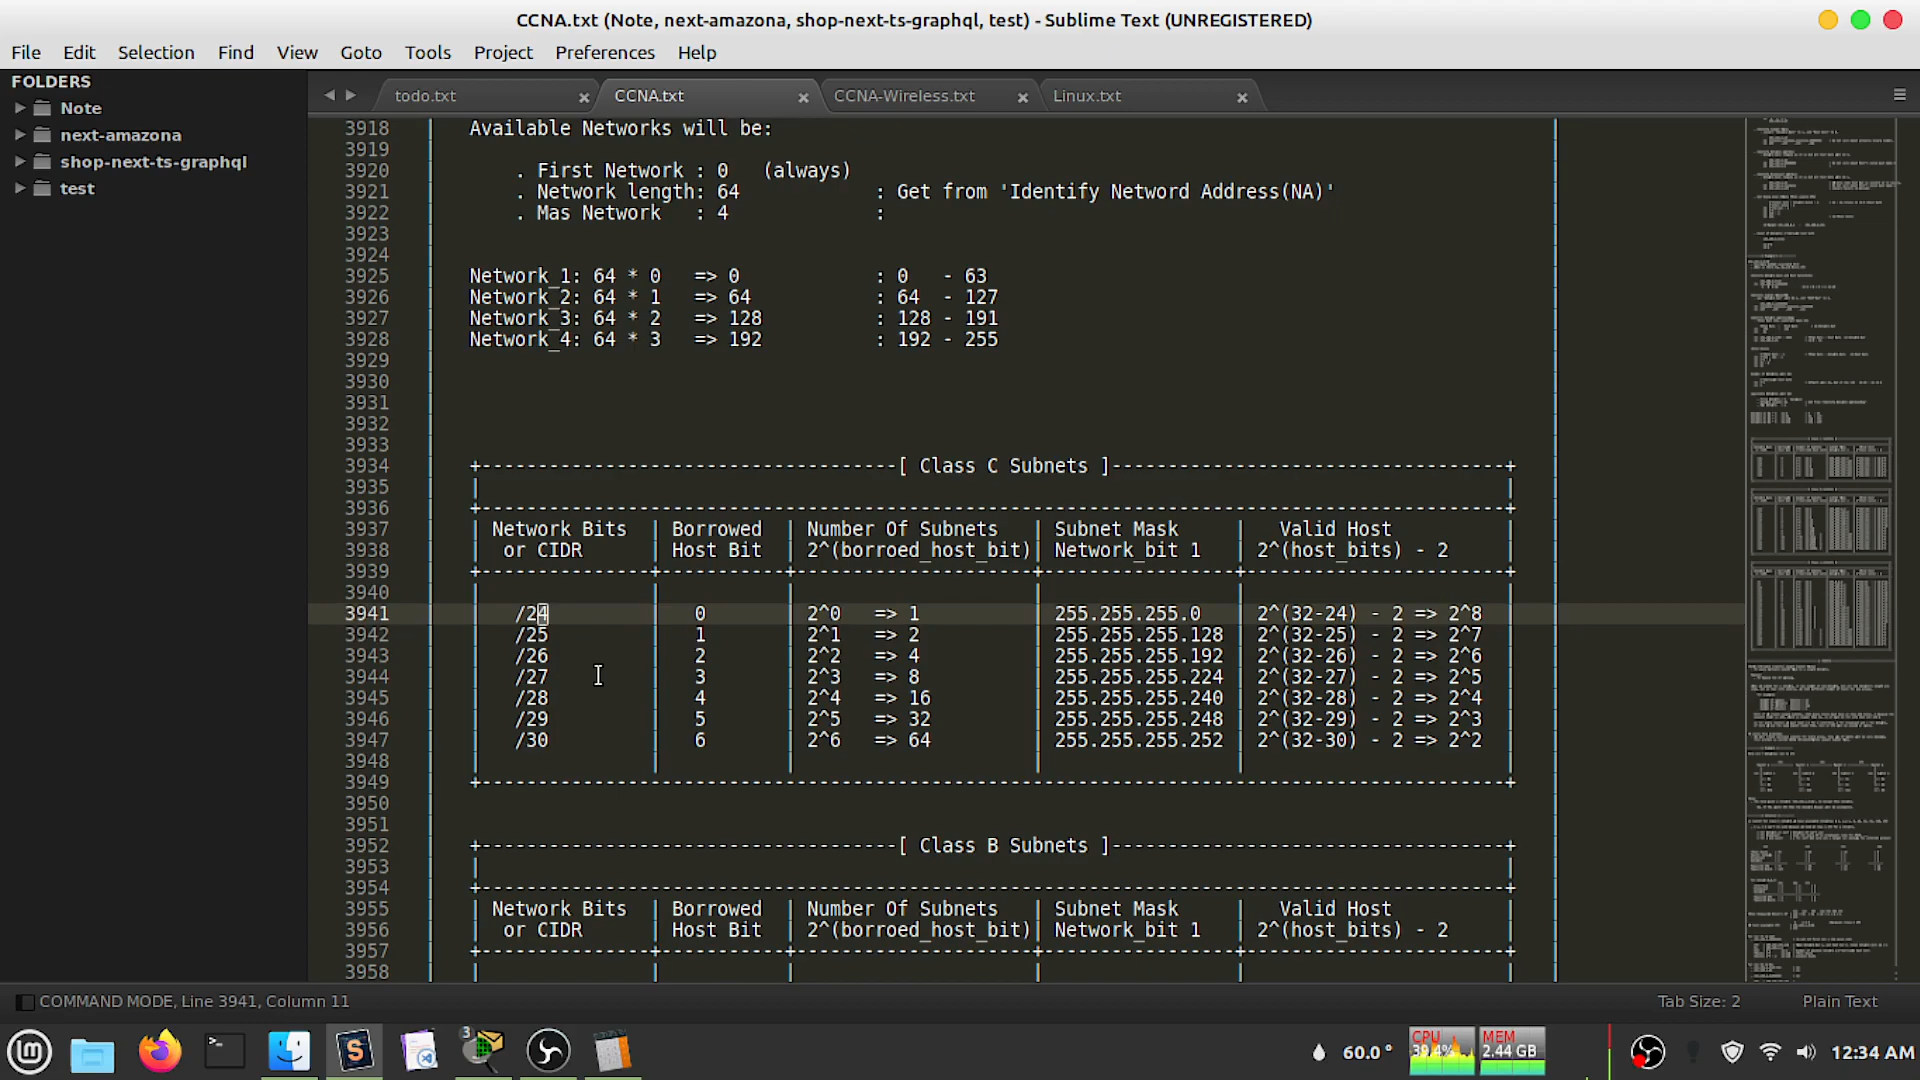 CCNA.txt (Note, next-amazona, shop-next-ts-graphql, test) - Sublime Text (UNREGISTERED)
File Edit Selection Find View Goto Tools Project Preferences Help
FOLDERS
Note
next-amazona
shop-next-ts-graphql
test
todo.txt CCNA.txt CCNA-Wireless.txt Linux.txt
3918 Available Networks will be:
3919
3920 . First Network : 0 (always)
3921 . Network length: 64 : Get from 'Identify Netword Address(NA)'
3922 . Mas Network : 4 :
3923
3924
3925 Network_1: 64 * 0 => 0 : 0 - 63
3926 Network_2: 64 * 1 => 64 : 64 - 127
3927 Network_3: 64 * 2 => 128 : 128 - 191
3928 Network_4: 64 * 3 => 192 : 192 - 255
3929
3930
3931
3932
3933
3934 [ Class C Subnets ]
3935
3936
3937 Network Bits | Borrowed | Number Of Subnets | Subnet Mask | Valid Host
3938 or CIDR | Host Bit | 2^(borroed_host_bit)| Network_bit 1 | 2^(host_bits) - 2
3939
3940
3941 /24 | 0 | 2^0 => 1 | 255.255.255.0 | 2^(32-24) - 2 => 2^8
3942 /25 | 1 | 2^1 => 2 | 255.255.255.128 | 2^(32-25) - 2 => 2^7
3943 /26 | 2 | 2^2 => 4 | 255.255.255.192 | 2^(32-26) - 2 => 2^6
3944 /27 | 3 | 2^3 => 8 | 255.255.255.224 | 2^(32-27) - 2 => 2^5
3945 /28 | 4 | 2^4 => 16 | 255.255.255.240 | 2^(32-28) - 2 => 2^4
3946 /29 | 5 | 2^5 => 32 | 255.255.255.248 | 2^(32-29) - 2 => 2^3
3947 /30 | 6 | 2^6 => 64 | 255.255.255.252 | 2^(32-30) - 2 => 2^2
3948
3949
3950
3951
3952 [ Class B Subnets ]
3953
3954
3955 Network Bits | Borrowed | Number Of Subnets | Subnet Mask | Valid Host
3956 or CIDR | Host Bit | 2^(borroed_host_bit)| Network_bit 1 | 2^(host_bits) - 2
3957
3958
COMMAND MODE, Line 3941, Column 11 Tab Size: 2 Plain Text
3 60.0 ° CPU 39.4% MEM 2.44 GB 12:34 AM